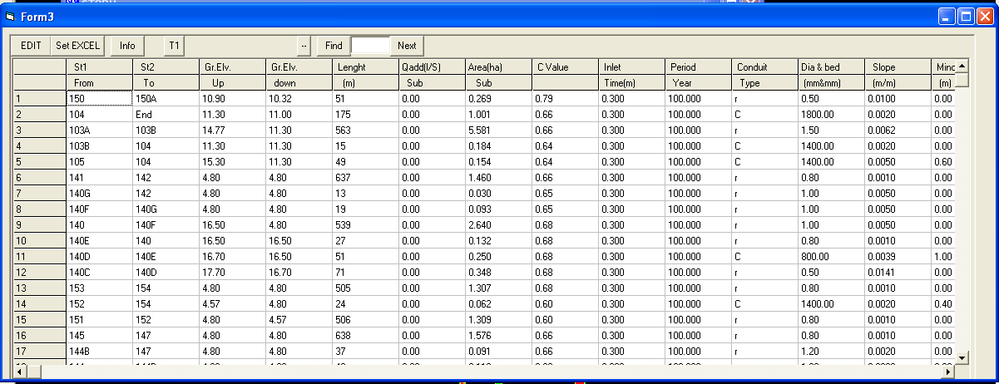 Form3
EDIT Set EXCEL Info T1 -- Find Next
St1 St2 Gr.Elv. Gr.Elv. Lenght Qadd(l/S) Area(ha) C Value Inlet Period Conduit Dia & bed Slope
From To Up down (m) Sub Sub Time(m) Year Type (mm&mm) (m/m) (m)
1 150 150A 10.90 10.32 51 0.00 0.269 0.79 0.300 100.000 r 0.50 0.0100 0.00
2 104 End 11.30 11.00 175 0.00 1.001 0.66 0.300 100.000 C 1800.00 0.0020 0.00
3 103A 103B 14.77 11.30 563 0.00 5.581 0.66 0.300 100.000 r 1.50 0.0062 0.00
4 103B 104 11.30 11.30 15 0.00 0.184 0.64 0.300 100.000 C 1400.00 0.0020 0.00
5 105 104 15.30 11.30 49 0.00 0.154 0.64 0.300 100.000 C 1400.00 0.0050 0.60
6 141 142 4.80 4.80 637 0.00 1.460 0.66 0.300 100.000 r 0.80 0.0010 0.00
7 140G 142 4.80 4.80 13 0.00 0.030 0.65 0.300 100.000 r 1.00 0.0050 0.00
8 140F 140G 4.80 4.80 19 0.00 0.093 0.65 0.300 100.000 r 1.00 0.0050 0.00
9 140 140F 16.50 4.80 539 0.00 2.640 0.68 0.300 100.000 r 1.00 0.0050 0.00
10 140E 140 16.50 16.50 27 0.00 0.132 0.68 0.300 100.000 r 0.80 0.0010 0.00
11 140D 140E 16.70 16.50 51 0.00 0.250 0.68 0.300 100.000 C 800.00 0.0039 1.00
12 140C 140D 17.70 16.70 71 0.00 0.348 0.68 0.300 100.000 r 0.50 0.0141 0.00
13 153 154 4.80 4.80 505 0.00 1.307 0.68 0.300 100.000 r 0.80 0.0010 0.00
14 152 154 4.57 4.80 24 0.00 0.062 0.60 0.300 100.000 C 1400.00 0.0020 0.40
15 151 152 4.80 4.57 506 0.00 1.309 0.60 0.300 100.000 r 0.80 0.0010 0.00
16 145 147 4.80 4.80 638 0.00 1.576 0.66 0.300 100.000 r 0.80 0.0010 0.00
17 144B 147 4.80 4.80 37 0.00 0.091 0.66 0.300 100.000 r 1.20 0.0020 0.00